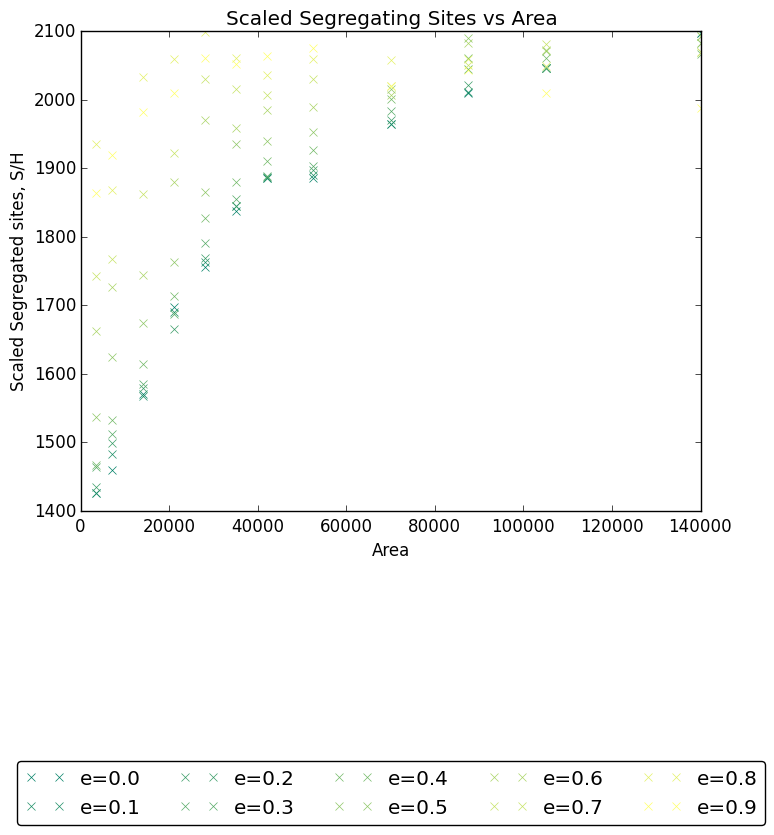 Scaled Segregating Sites vs Area
2100
2000
1900
1800
1700
1600
1500
1400
Scaled Segregated sites, S/H
0 20000 40000 60000 80000 100000 120000 140000
Area
e=0.0 e=0.2 e=0.4 e=0.6 e=0.8
e=0.1 e=0.3 e=0.5 e=0.7 e=0.9